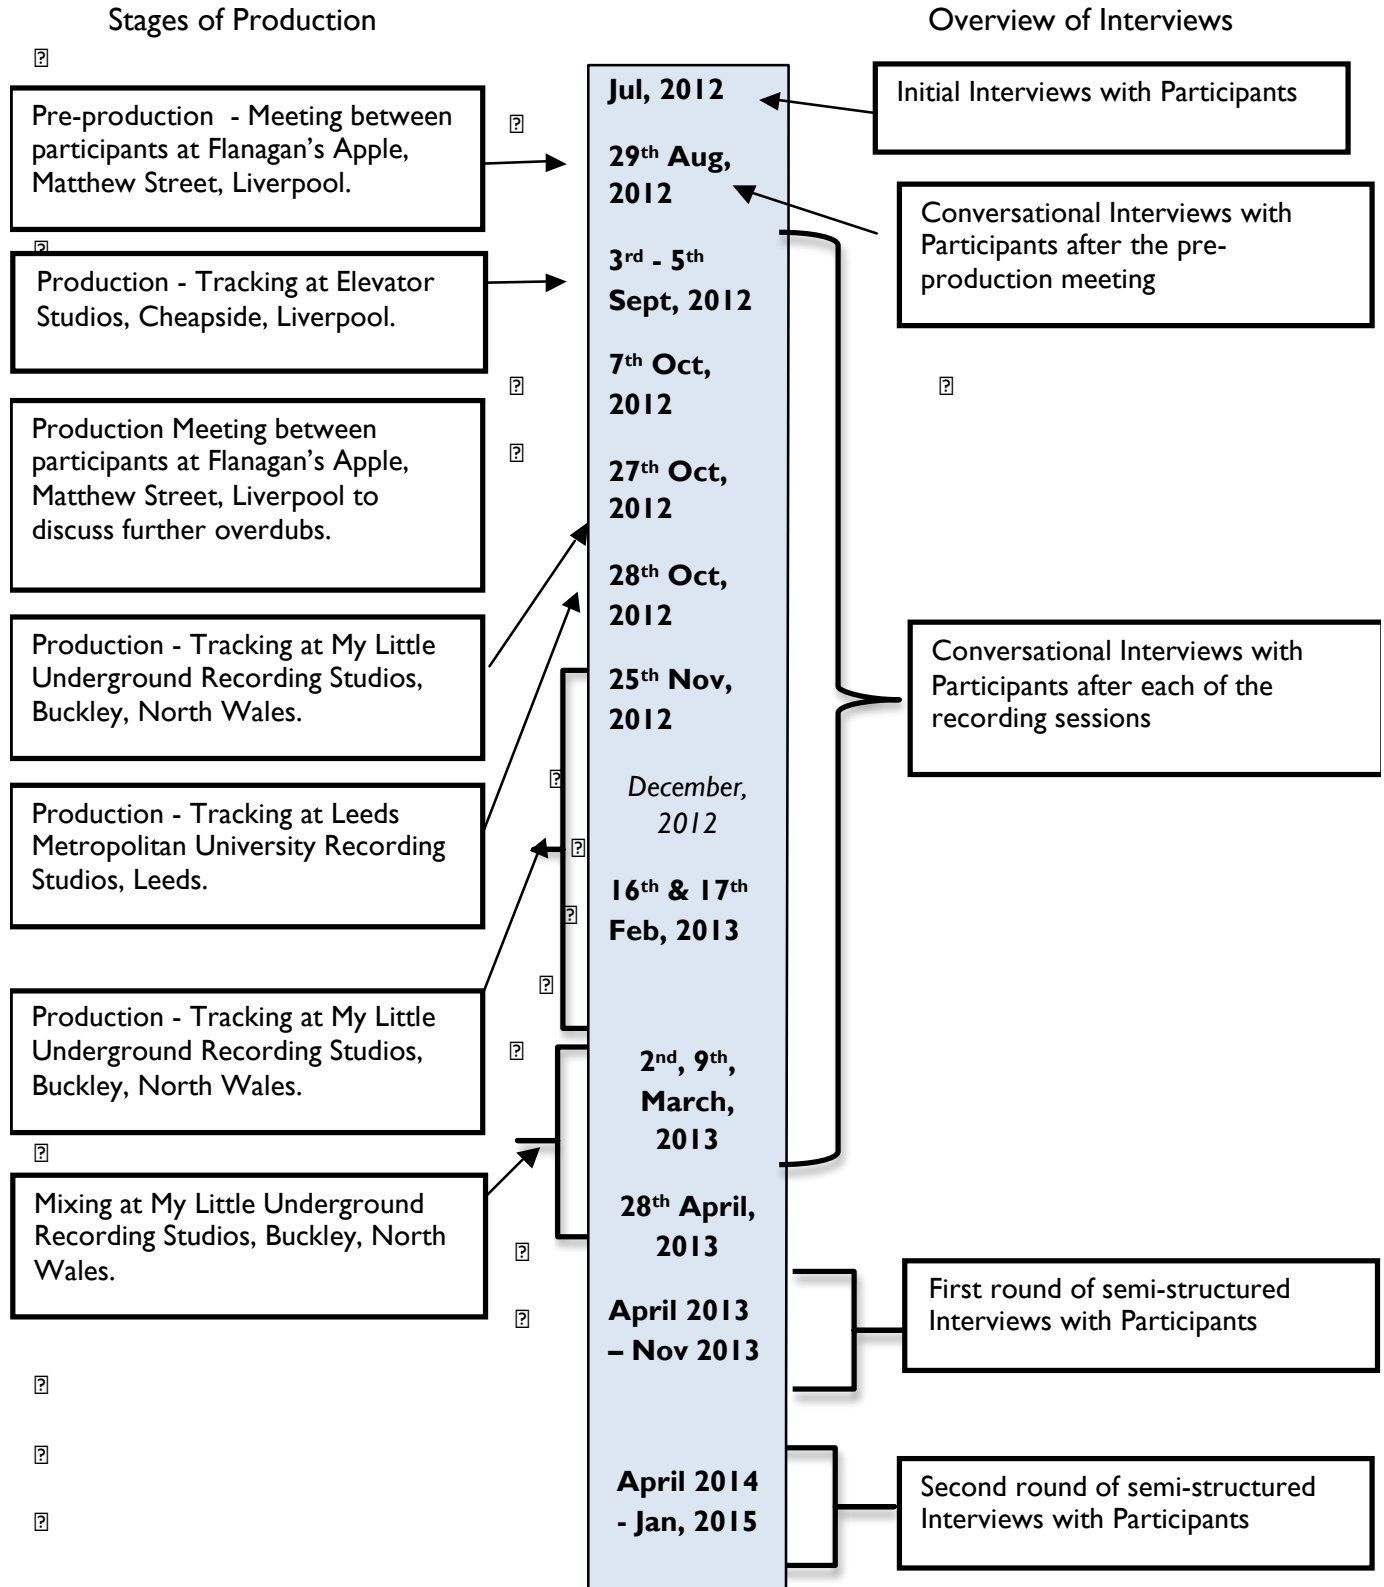 Stages of Production
Overview of Interviews
Pre-production - Meeting between
participants at Flanagan’s Apple,
Matthew Street, Liverpool.
Production - Tracking at Elevator
Studios, Cheapside, Liverpool.
Production Meeting between
participants at Flanagan’s Apple,
Matthew Street, Liverpool to
discuss further overdubs.
Production - Tracking at My Little
Underground Recording Studios,
Buckley, North Wales.
Production - Tracking at Leeds
Metropolitan University Recording
Studios, Leeds.
Production - Tracking at My Little
Underground Recording Studios,
Buckley, North Wales.
Mixing at My Little Underground
Recording Studios, Buckley, North
Wales.
Jul, 2012
29th Aug,
2012
3rd - 5th
Sept, 2012
7th Oct,
2012
27th Oct,
2012
28th Oct,
2012
25th Nov,
2012
December,
2012
16th & 17th
Feb, 2013
2nd, 9th,
March,
2013
28th April,
2013
April 2013
– Nov 2013
April 2014
- Jan, 2015
Initial Interviews with Participants
Conversational Interviews with
Participants after the pre-
production meeting
Conversational Interviews with
Participants after each of the
recording sessions
First round of semi-structured
Interviews with Participants
Second round of semi-structured
Interviews with Participants